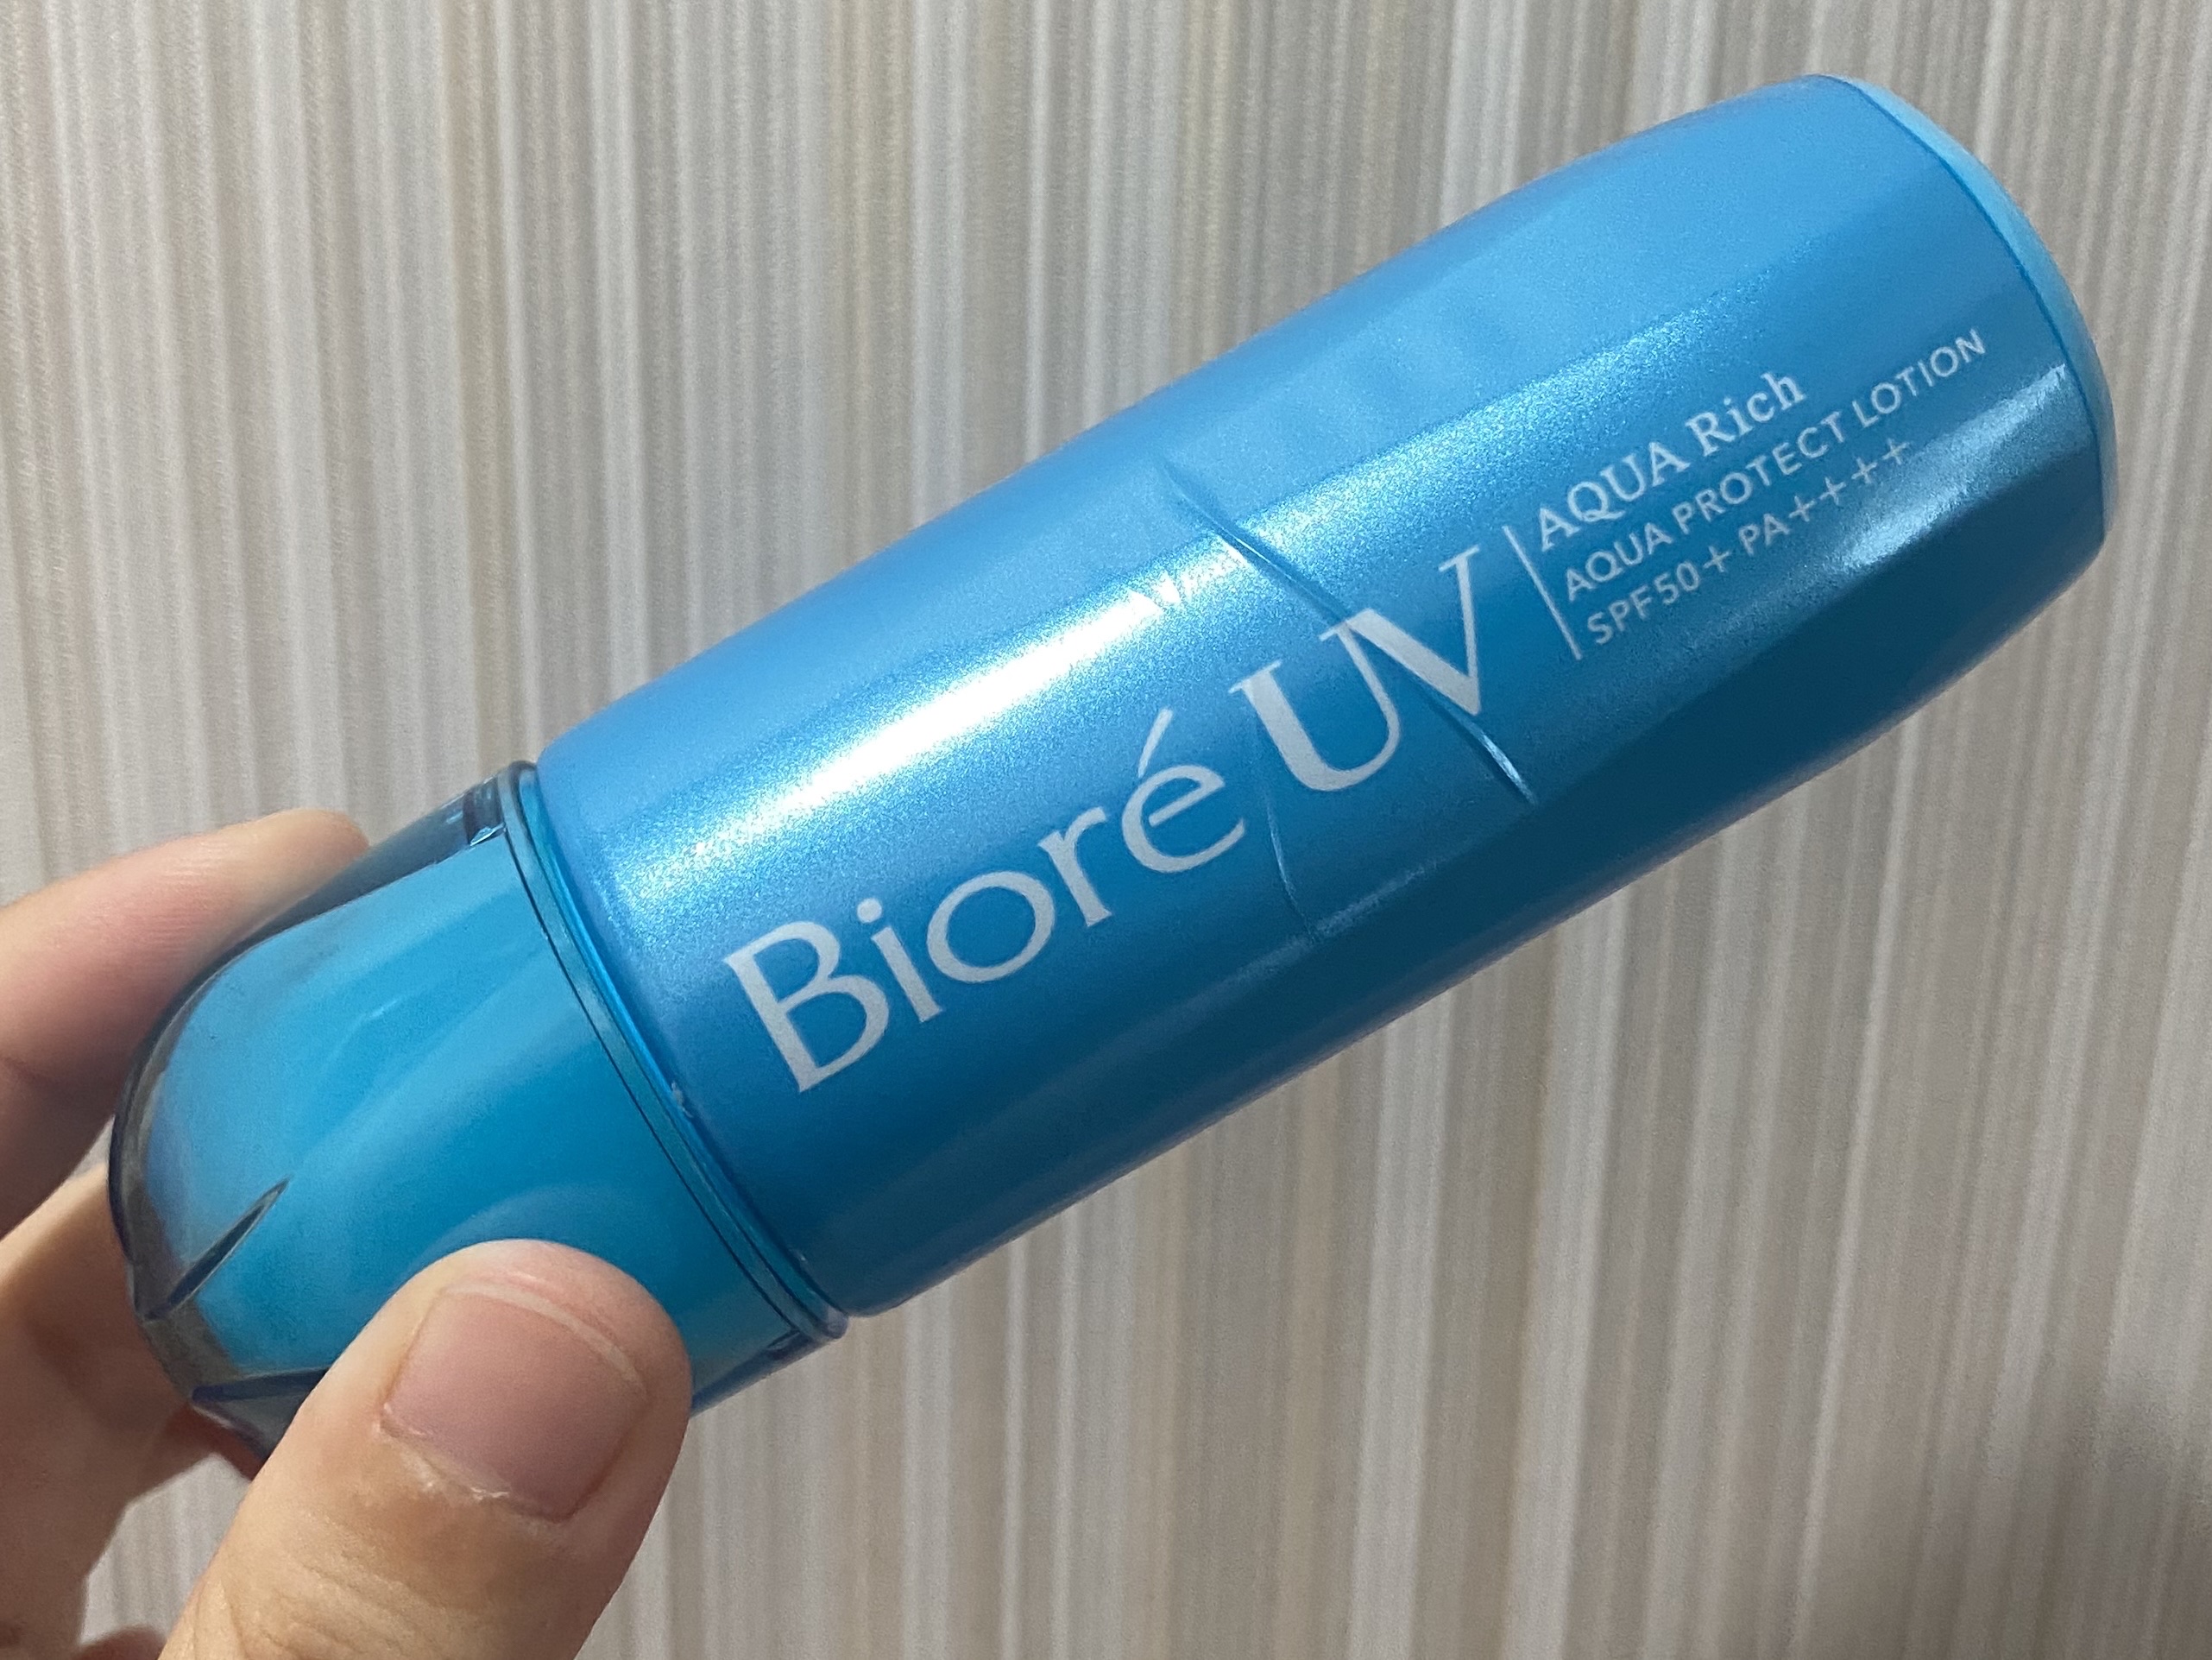 Bioré UV
AQUA Rich
AQUA PROTECT LOTION
SPF50+ PA++++